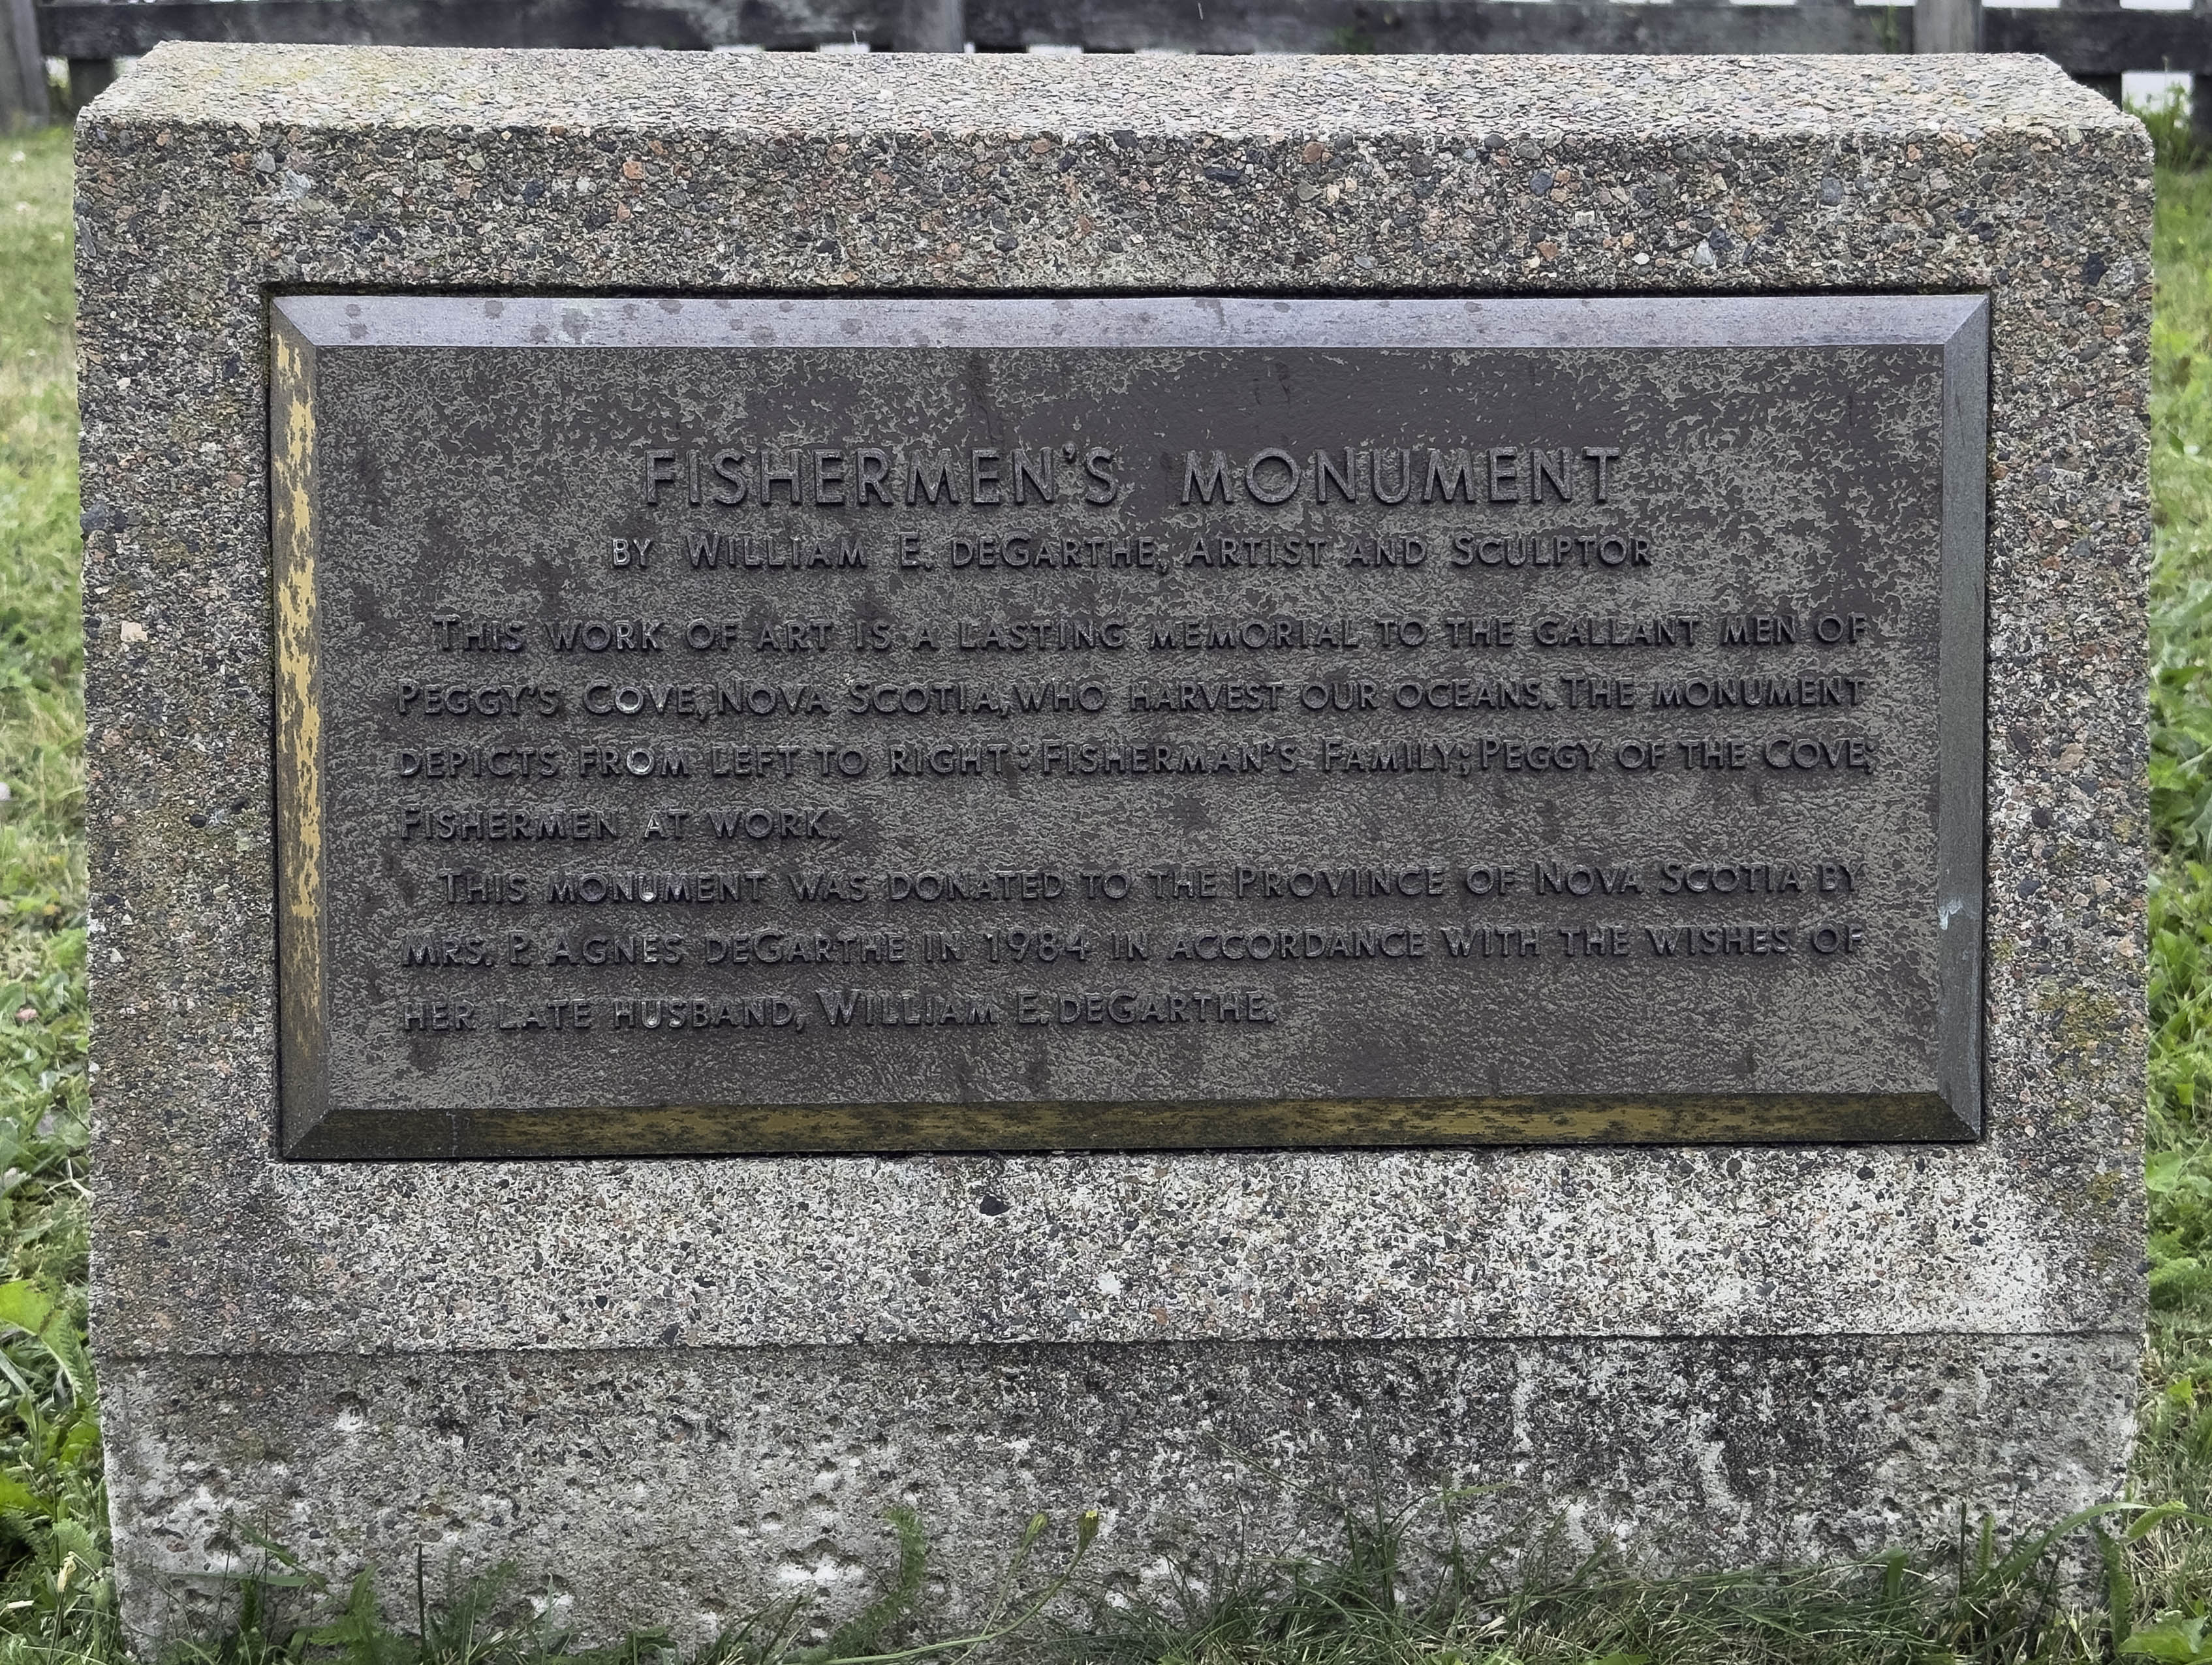 FISHERMEN'S MONUMENT
BY WILLIAM E. DEGARTHE, ARTIST AND SCULPTOR
THIS WORK OF ART IS A LASTING MEMORIAL TO THE GALLANT MEN OF
PEGGY'S COVE, NOVA SCOTIA, WHO HARVEST OUR OCEANS. THE MONUMENT
DEPICTS FROM LEFT TO RIGHT: FISHERMAN'S FAMILY; PEGGY OF THE COVE;
FISHERMEN AT WORK.
THIS MONUMENT WAS DONATED TO THE PROVINCE OF NOVA SCOTIA BY
MRS. P. AGNES DEGARTHE IN 1984 IN ACCORDANCE WITH THE WISHES OF
HER LATE HUSBAND, WILLIAM E. DEGARTHE.